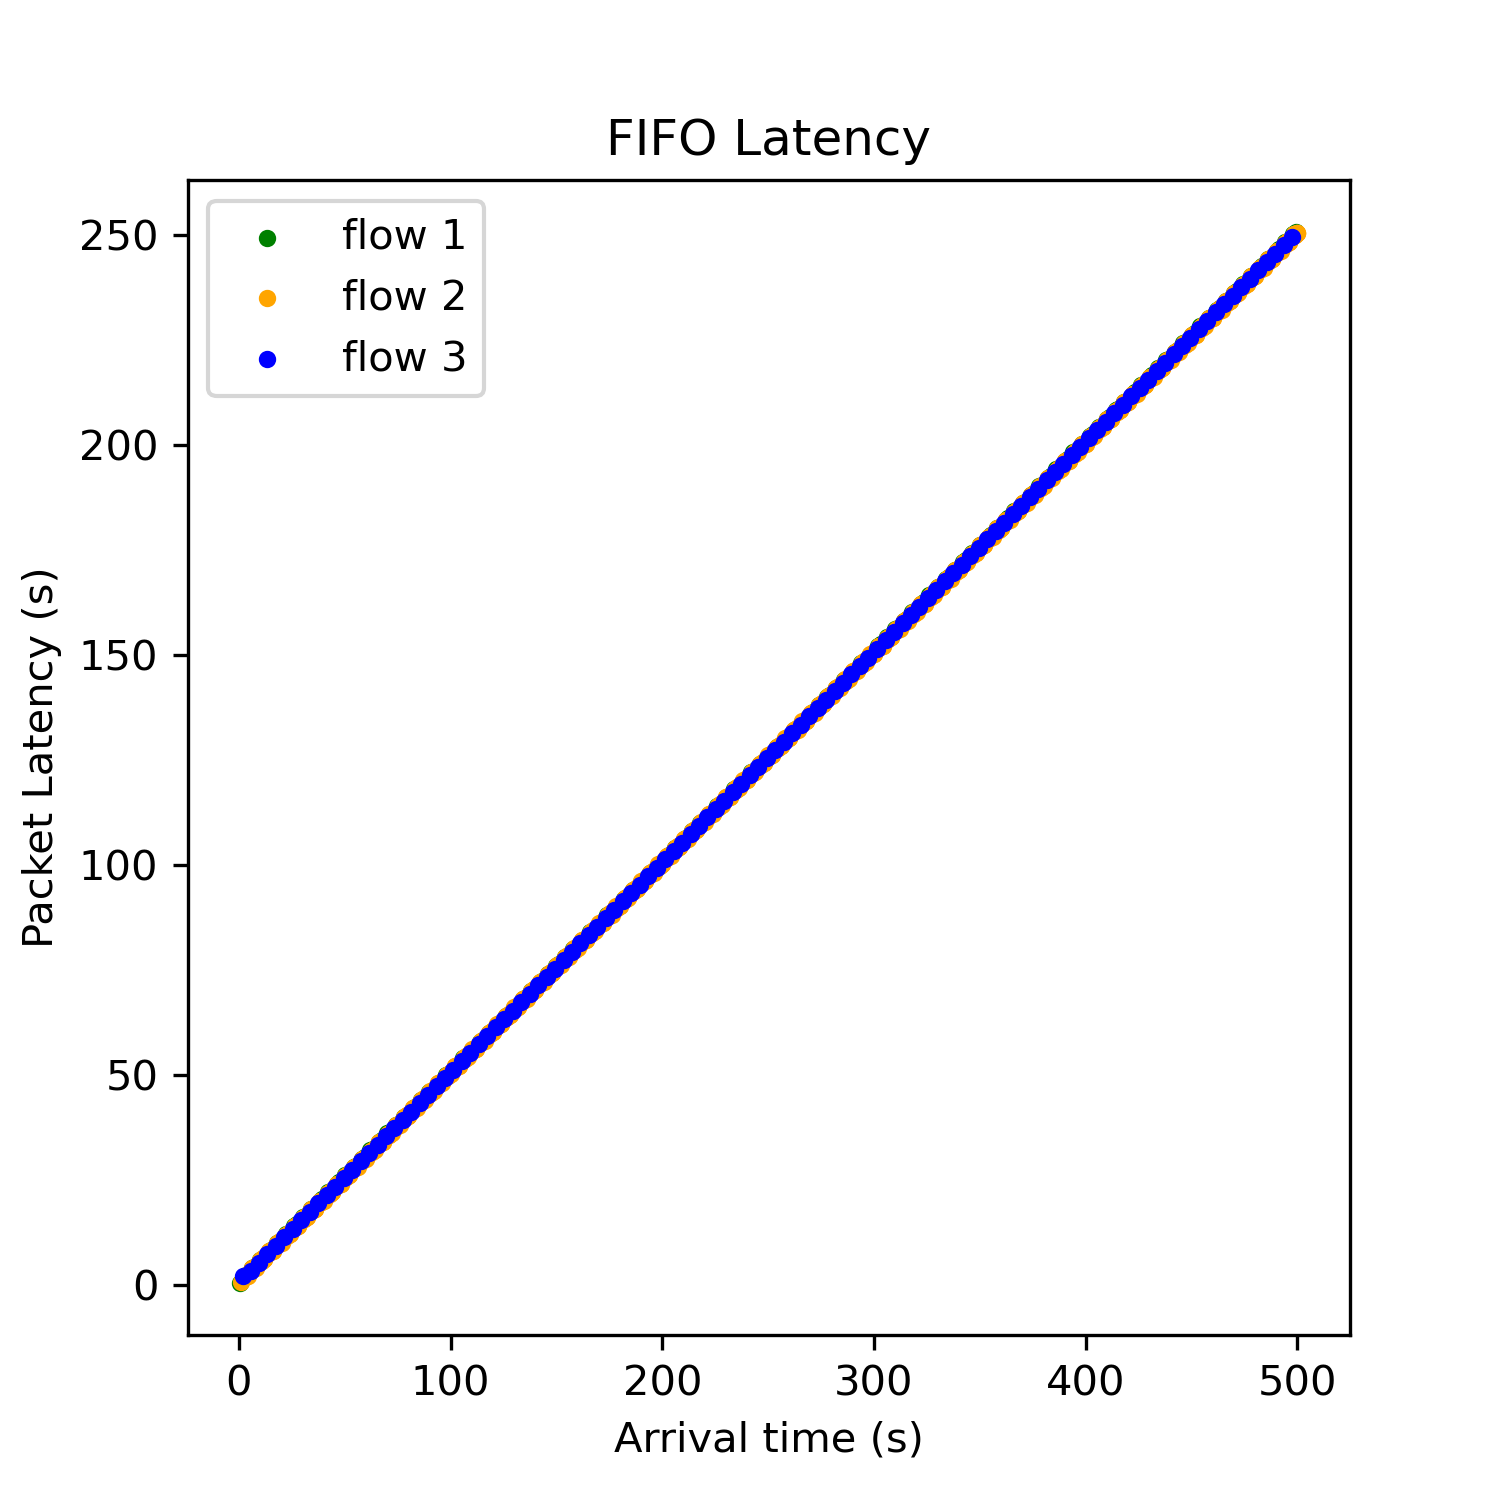 FIFO Latency
flow 1
flow 2
flow 3
250
200
150
100
50
0
Packet Latency (s)
0 100 200 300 400 500
Arrival time (s)